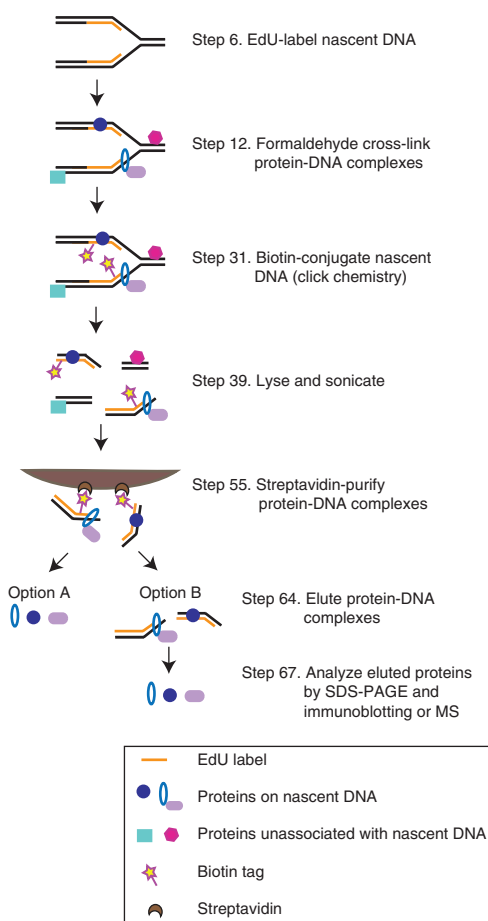 Step 6. EdU-label nascent DNA
Step 12. Formaldehyde cross-link
protein-DNA complexes
Step 31. Biotin-conjugate nascent
DNA (click chemistry)
Step 39. Lyse and sonicate
Step 55. Streptavidin-purify
protein-DNA complexes
Option A
Option B
Step 64. Elute protein-DNA
complexes
Step 67. Analyze eluted proteins
by SDS-PAGE and
immunoblotting or MS
EdU label
Proteins on nascent DNA
Proteins unassociated with nascent DNA
Biotin tag
Streptavidin